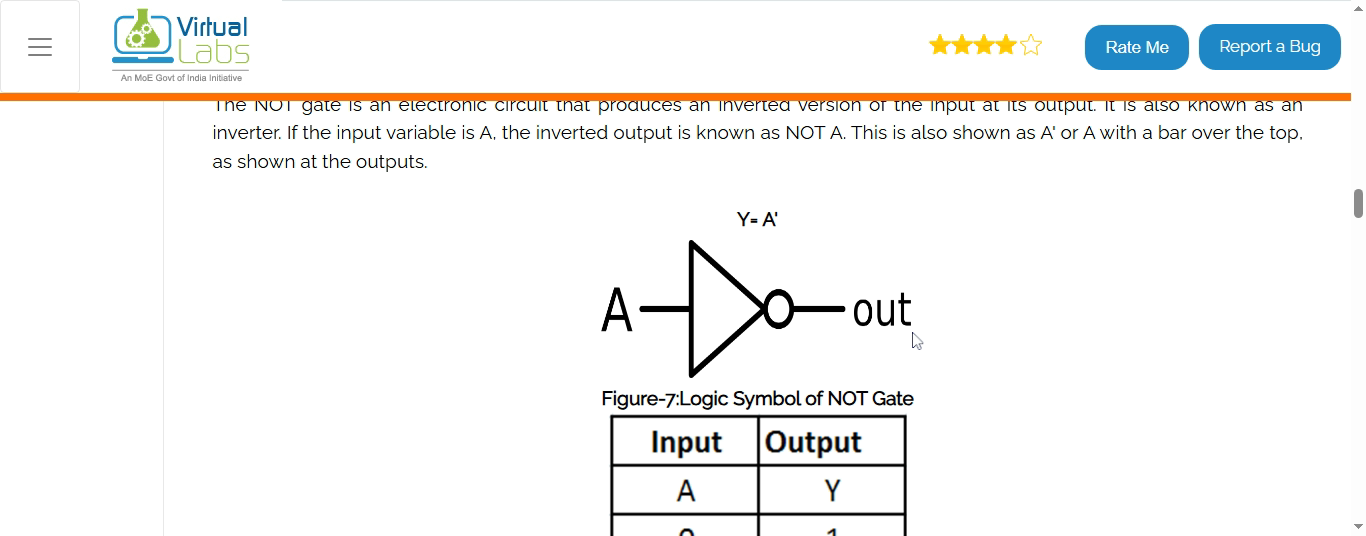 Virtual
Labs
An MoE Govt of India Initiative
Rate Me
Report a Bug
The NOT gate is an electronic circuit that produces an inverted version of the input at its output. It is also known as an
inverter. If the input variable is A, the inverted output is known as NOT A. This is also shown as A' or A with a bar over the top,
as shown at the outputs.
Y= A'
A
out
Figure-7:Logic Symbol of NOT Gate
Input Output
A Y
0 1